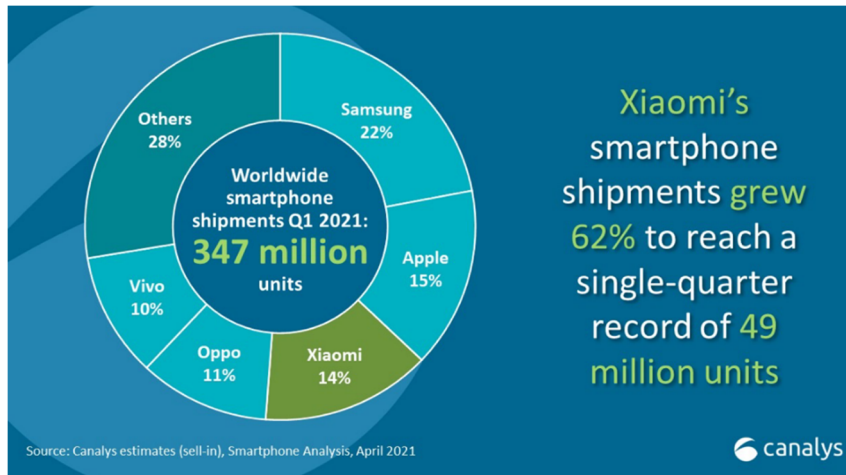 Others
28%
Samsung
22%
Worldwide
smartphone
shipments Q1 2021:
347 million
units
Apple
15%
Vivo
10%
Oppo
11%
Xiaomi
14%
Xiaomi’s
smartphone
shipments grew
62% to reach a
single-quarter
record of 49
million units
Source: Canalys estimates (sell-in), Smartphone Analysis, April 2021
canalys